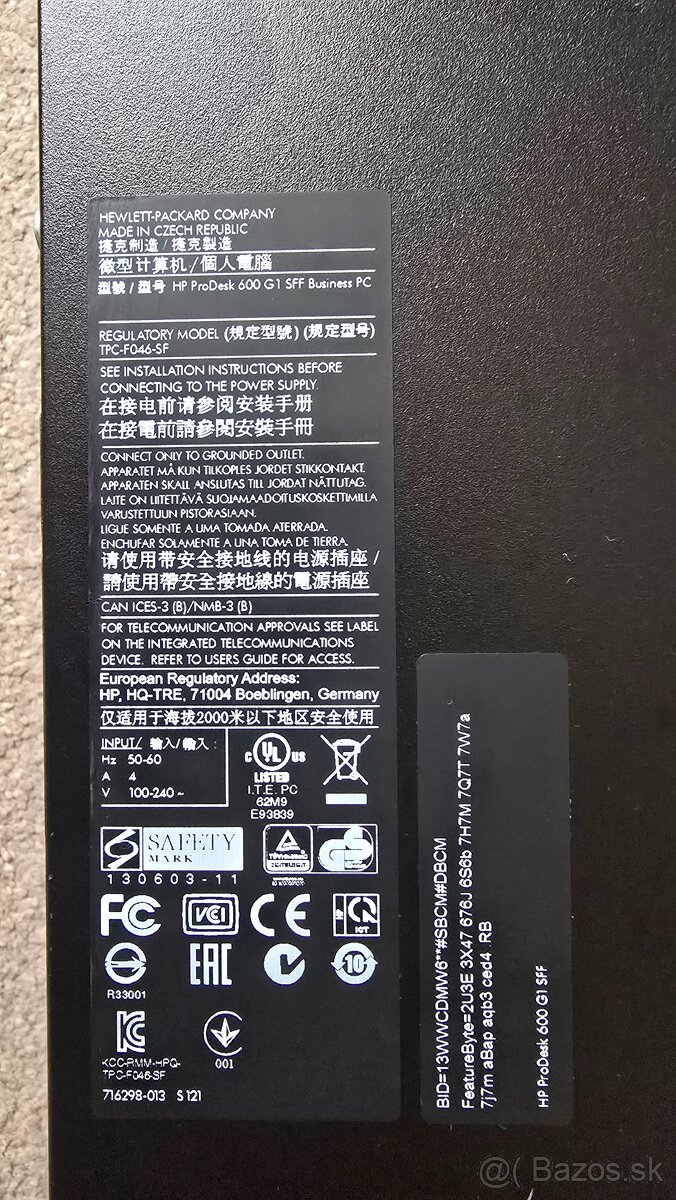 HEWLETT-PACKARD COMPANY
MADE IN CZECH REPUBLIC
捷克制造 / 捷克製造
微型计算机/個人電腦
型號 / 型号 HP ProDesk 600 G1 SFF Business PC
REGULATORY MODEL (規定型號) (规定型号)
TPC-F046-SF
SEE INSTALLATION INSTRUCTIONS BEFORE
CONNECTING TO THE POWER SUPPLY.
在接电前请参阅安装手册
在接電前請參閱安裝手冊
CONNECT ONLY TO GROUNDED OUTLET.
APPARATET MÅ KUN TILKOPLES JORDET STIKKONTAKT.
APPARATEN SKALL ANSLUTAS TILL JORDAT NÄTTUTAG.
LAITE ON LIITETTÄVÄ SUOJAMAADOITUSKOSKETTIMILLA
VARUSTETTUUN PISTORASIAAN.
LIGUE SOMENTE A UMA TOMADA ATERRADA.
ENCHUFAR SOLAMENTE A UNA TOMA DE TIERRA.
请使用带安全接地线的电源插座 /
請使用帶安全接地線的電源插座
CAN ICES-3 (B)/NMB-3 (B)
FOR TELECOMMUNICATION APPROVALS SEE LABEL
ON THE INTEGRATED TELECOMMUNICATIONS
DEVICE. REFER TO USERS GUIDE FOR ACCESS.
European Regulatory Address:
HP, HQ-TRE, 71004 Boeblingen, Germany
仅适用于海拔2000米以下地区安全使用
INPUT/ 输入/ 輸入 :
Hz 50-60
A 4
V 100-240 ~
C UL US
LISTED
I.T.E. PC
62M9
E93839
SAFETY
MARK
130603-11
FC VCI CE
ICT
R33001
EAC
10
KCC-RMM-HPQ-
TPC-F046-SF
001
716298-013 S 121
BID=13WWCDMW6**#SBCM#DBCM
FeatureByte=2U3E 3X47 676J 6S6b 7H7M 7Q7T 7W7a
7j7m aBap aqb3 ced4 .RB
HP ProDesk 600 G1 SFF
@( Bazos.sk